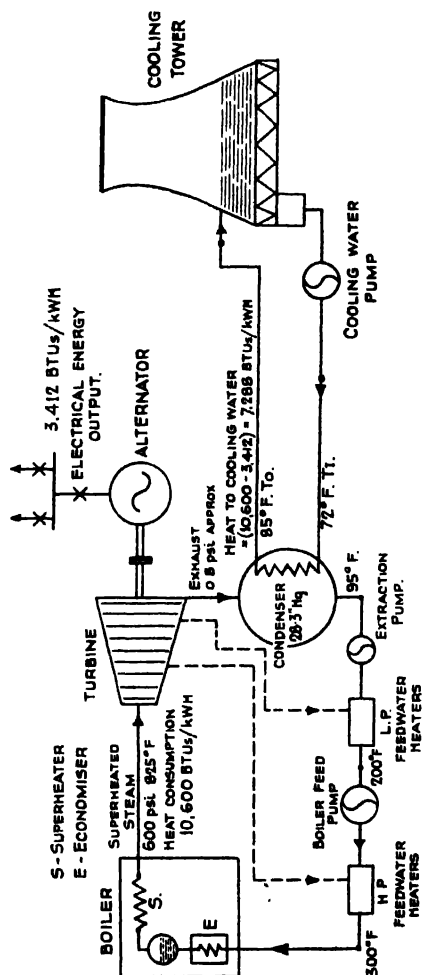 S - SUPERHEATER
E - ECONOMISER
BOILER
S.
E
SUPERHEATED
STEAM
600 psi 825°F
HEAT CONSUMPTION
10,600 BTUs/KWH
TURBINE
3,412 BTUs/KWH
ELECTRICAL ENERGY
OUTPUT.
ALTERNATOR
EXHAUST
0·8 psi APPROX
HEAT TO COOLING WATER
=(10,600-3,412) = 7,288 BTUs/KWH
85°F. To.
72°F. T1.
CONDENSER
28·3"Hg
95°F.
COOLING
TOWER
COOLING WATER
PUMP
EXTRACTION
PUMP.
L.P.
FEEDWATER
HEATERS
200°F
BOILER FEED
PUMP
H P
FEEDWATER
HEATERS
300°F